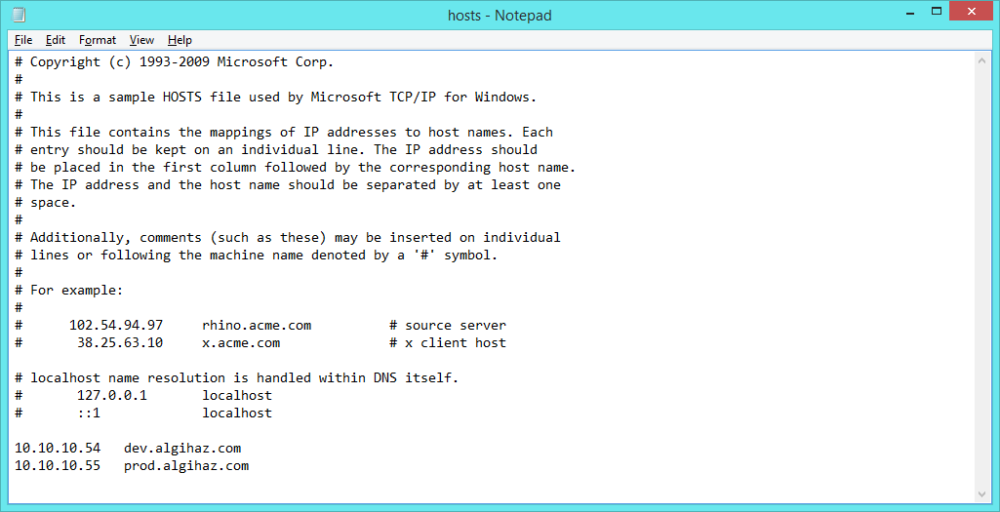 hosts - Notepad
File Edit Format View Help
# Copyright (c) 1993-2009 Microsoft Corp.
#
# This is a sample HOSTS file used by Microsoft TCP/IP for Windows.
#
# This file contains the mappings of IP addresses to host names. Each
# entry should be kept on an individual line. The IP address should
# be placed in the first column followed by the corresponding host name.
# The IP address and the host name should be separated by at least one
# space.
#
# Additionally, comments (such as these) may be inserted on individual
# lines or following the machine name denoted by a '#' symbol.
#
# For example:
#
#      102.54.94.97     rhino.acme.com          # source server
#       38.25.63.10     x.acme.com              # x client host

# localhost name resolution is handled within DNS itself.
#       127.0.0.1       localhost
#       ::1             localhost

10.10.10.54   dev.algihaz.com
10.10.10.55   prod.algihaz.com